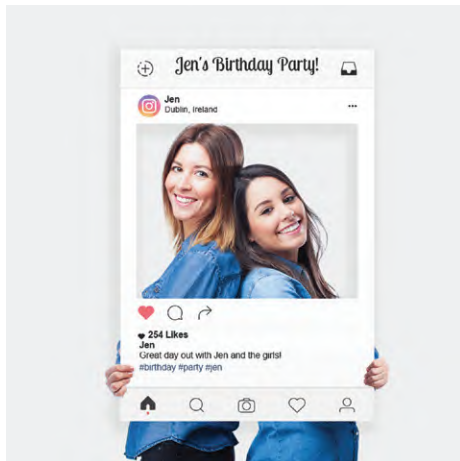 Jen's Birthday Party!
Jen
Dublin, Ireland
254 Likes
Jen
Great day out with Jen and the girls!
#birthday #party #jen